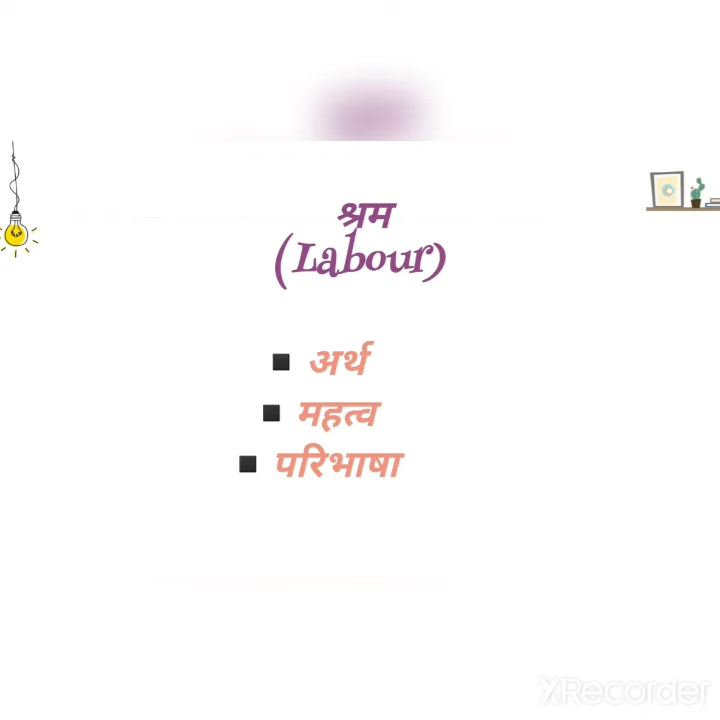 श्रम
(Labour)
▪ अर्थ
▪ महत्व
▪ परिभाषा
XRecorder